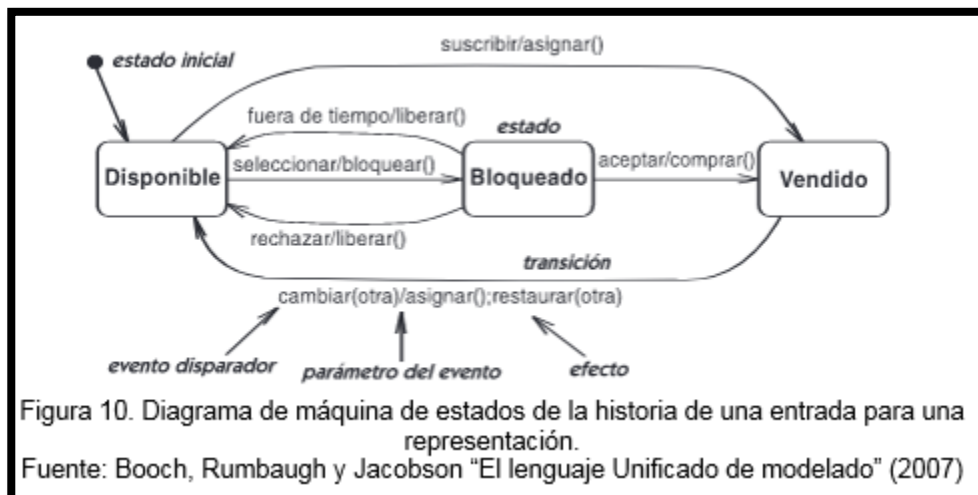 suscribir/asignar()
estado inicial
fuera de tiempo/liberar()
estado
Disponible
seleccionar/bloquear()
Bloqueado
aceptar/comprar()
Vendido
rechazar/liberar()
transición
cambiar(otra)/asignar();restaurar(otra)
evento disparador
parámetro del evento
efecto
Figura 10. Diagrama de máquina de estados de la historia de una entrada para una
representación.
Fuente: Booch, Rumbaugh y Jacobson “El lenguaje Unificado de modelado” (2007)